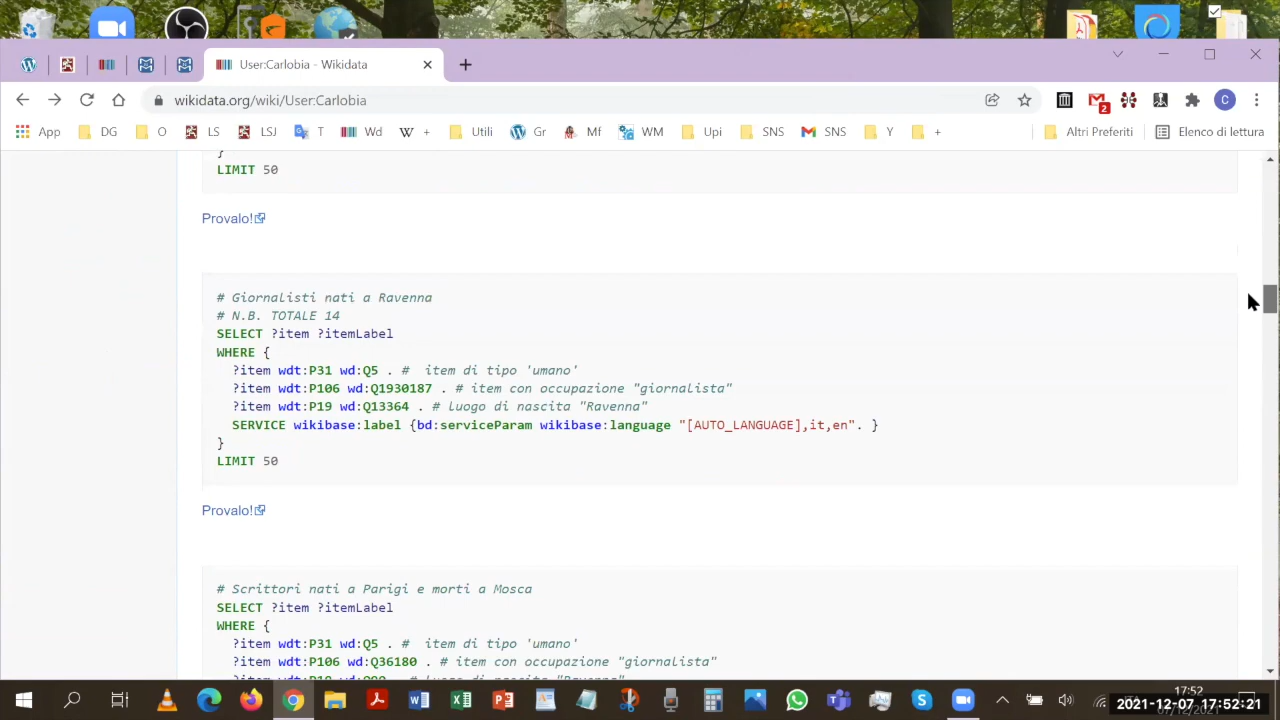 User:Carlobia - Wikidata
wikidata.org/wiki/User:Carlobia
2
C
App
DG
O
LS
LSJ
T
Wd
+
Utili
Gr
Mf
WM
Upi
SNS
SNS
Y
+
Altri Preferiti
Elenco di lettura
}
LIMIT 50
Provalo!
# Giornalisti nati a Ravenna
# N.B. TOTALE 14
SELECT ?item ?itemLabel
WHERE {
?item wdt:P31 wd:Q5 . # item di tipo 'umano'
?item wdt:P106 wd:Q1930187 . # item con occupazione "giornalista"
?item wdt:P19 wd:Q13364 . # luogo di nascita "Ravenna"
SERVICE wikibase:label {bd:serviceParam wikibase:language "[AUTO_LANGUAGE],it,en". }
}
LIMIT 50
Provalo!
# Scrittori nati a Parigi e morti a Mosca
SELECT ?item ?itemLabel
WHERE {
?item wdt:P31 wd:Q5 . # item di tipo 'umano'
?item wdt:P106 wd:Q36180 . # item con occupazione "giornalista"
17:52
2021-12-07 17:52:21